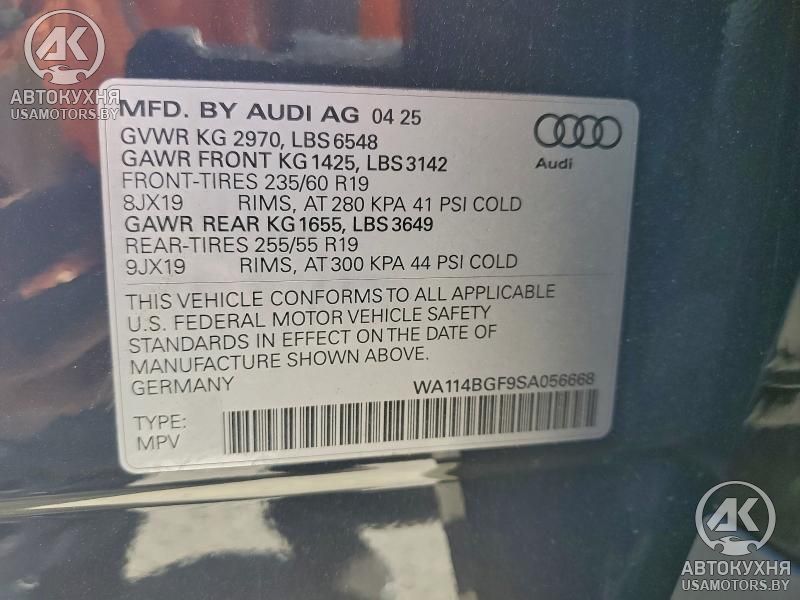 AK
АВТОКУХНЯ
USAMOTORS.BY
MFD. BY AUDI AG 04 25
GVWR KG 2970, LBS 6548
GAWR FRONT KG 1425, LBS 3142
FRONT-TIRES 235/60 R19
8JX19 RIMS, AT 280 KPA 41 PSI COLD
GAWR REAR KG 1655, LBS 3649
REAR-TIRES 255/55 R19
9JX19 RIMS, AT 300 KPA 44 PSI COLD
Audi
THIS VEHICLE CONFORMS TO ALL APPLICABLE
U.S. FEDERAL MOTOR VEHICLE SAFETY
STANDARDS IN EFFECT ON THE DATE OF
MANUFACTURE SHOWN ABOVE.
GERMANY WA114BGF9SA056668
TYPE:
MPV
AK
АВТОКУХНЯ
USAMOTORS.BY